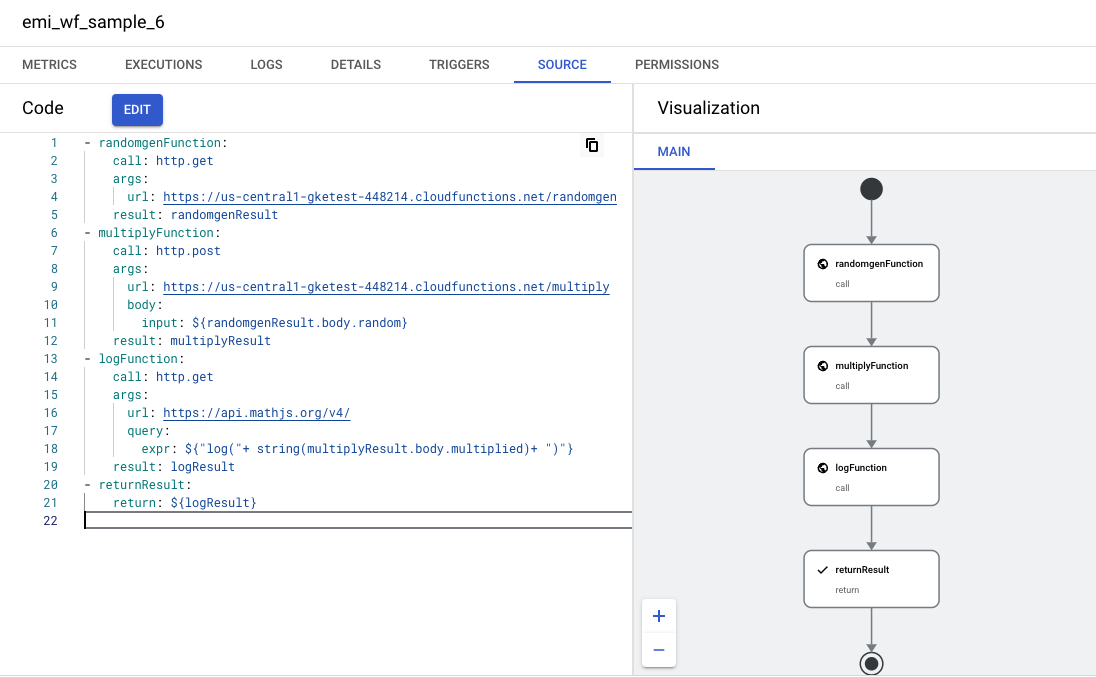 emi_wf_sample_6
METRICS EXECUTIONS LOGS DETAILS TRIGGERS SOURCE PERMISSIONS
Code EDIT
1 - randomgenFunction:
2 call: http.get
3 args:
4 url: https://us-central1-gketest-448214.cloudfunctions.net/randomgen
5 result: randomgenResult
6 - multiplyFunction:
7 call: http.post
8 args:
9 url: https://us-central1-gketest-448214.cloudfunctions.net/multiply
10 body:
11 input: ${randomgenResult.body.random}
12 result: multiplyResult
13 - logFunction:
14 call: http.get
15 args:
16 url: https://api.mathjs.org/v4/
17 query:
18 expr: ${"log("+ string(multiplyResult.body.multiplied)+ ")"}
19 result: logResult
20 - returnResult:
21 return: ${logResult}
22
Visualization
MAIN
randomgenFunction
call
multiplyFunction
call
logFunction
call
returnResult
return
+
−